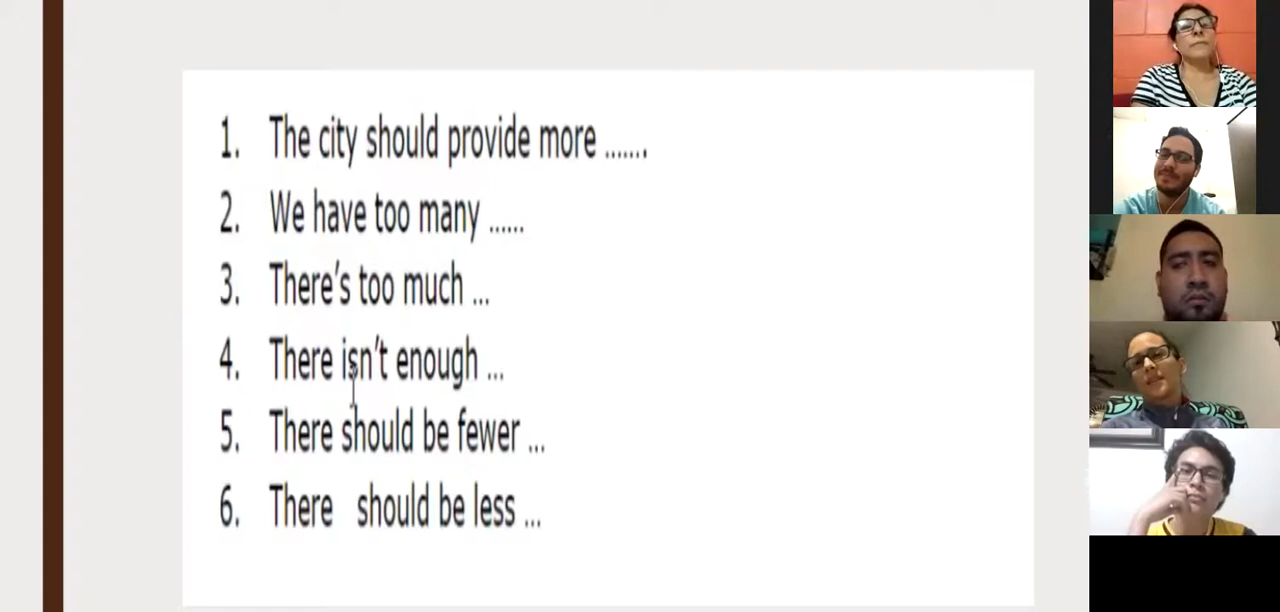 1. The city should provide more .......
2. We have too many ......
3. There's too much ...
4. There isn't enough ...
5. There should be fewer ...
6. There should be less ...